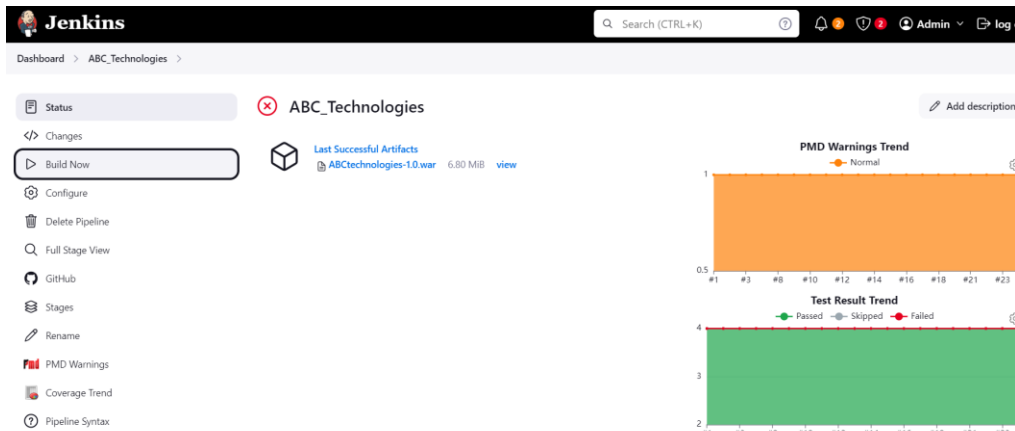 Jenkins
Search (CTRL+K)
2
2
Admin
log
Dashboard > ABC_Technologies >
Status
Changes
Build Now
Configure
Delete Pipeline
Full Stage View
GitHub
Stages
Rename
PMD Warnings
Coverage Trend
Pipeline Syntax
ABC_Technologies
Add description
Last Successful Artifacts
ABCtechnologies-1.0.war 6.80 MiB view
PMD Warnings Trend
Normal
1
0.5
#1 #3 #8 #10 #12 #14 #16 #18 #21 #23
Test Result Trend
Passed Skipped Failed
4
3
2